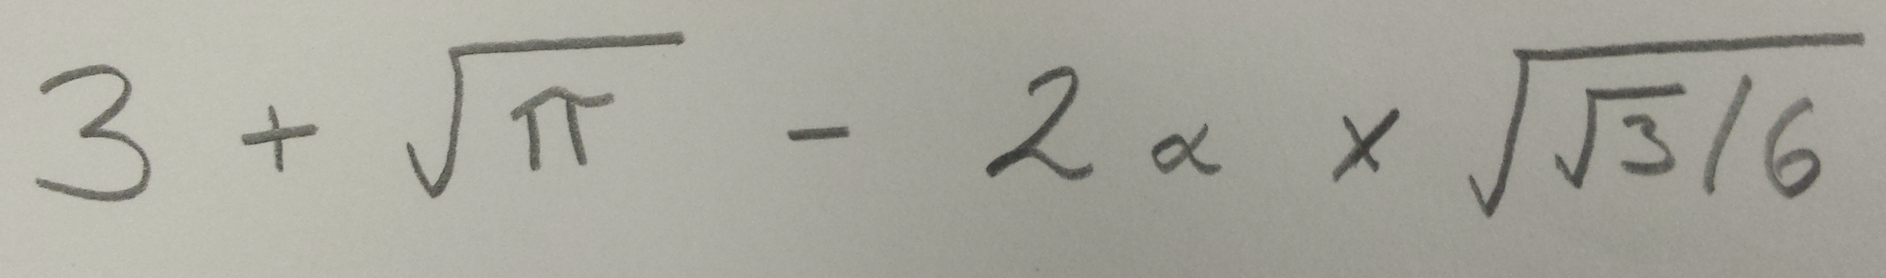 3 + √π - 2α × √(√3/6)